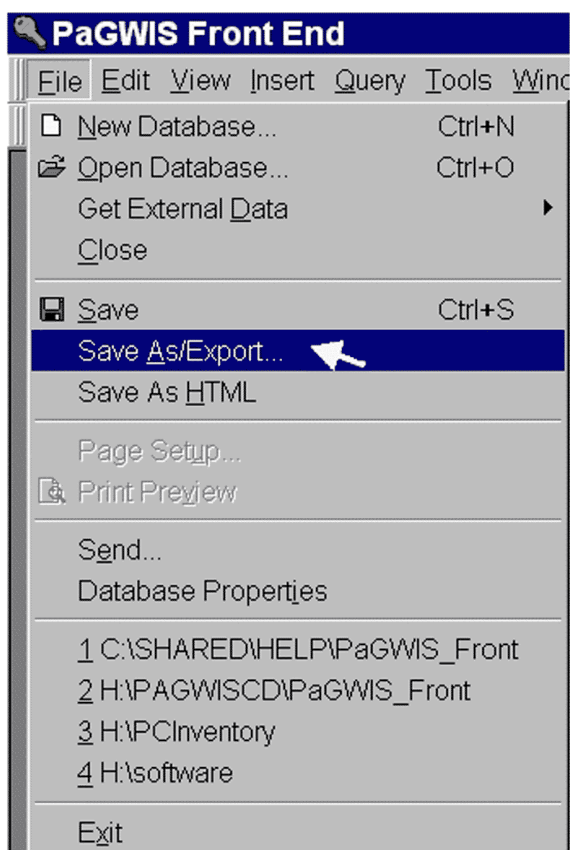 PaGWIS Front End
File Edit View Insert Query Tools
New Database... Ctrl+N
Open Database... Ctrl+O
Get External Data
Close
Save Ctrl+S
Save As/Export...
Save As HTML
Page Setup...
Print Preview
Send...
Database Properties
1 C:\SHARED\HELP\PaGWIS_Front
2 H:\PAGWISCD\PaGWIS_Front
3 H:\PCInventory
4 H:\software
Exit